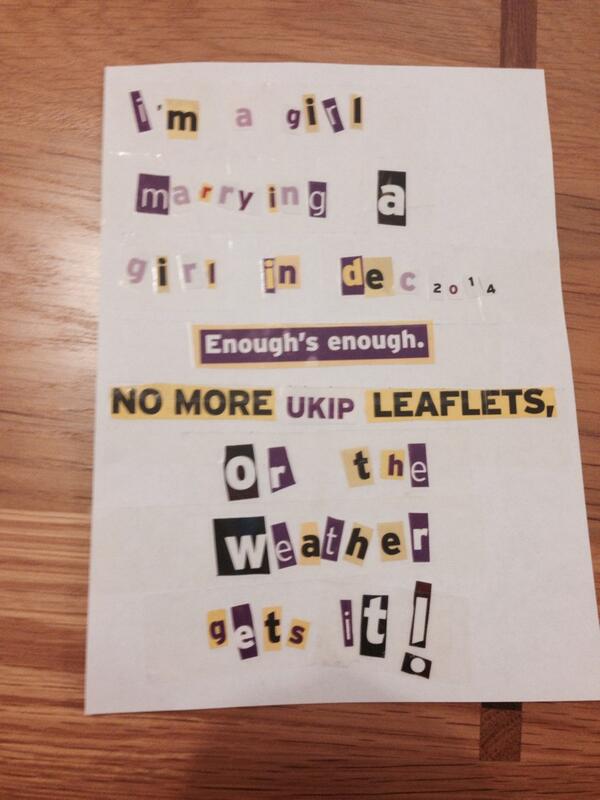 i'm a girl
marrying a
girl in dec 2014
Enough's enough.
NO MORE UKIP LEAFLETS,
Or the
Weather
gets it!